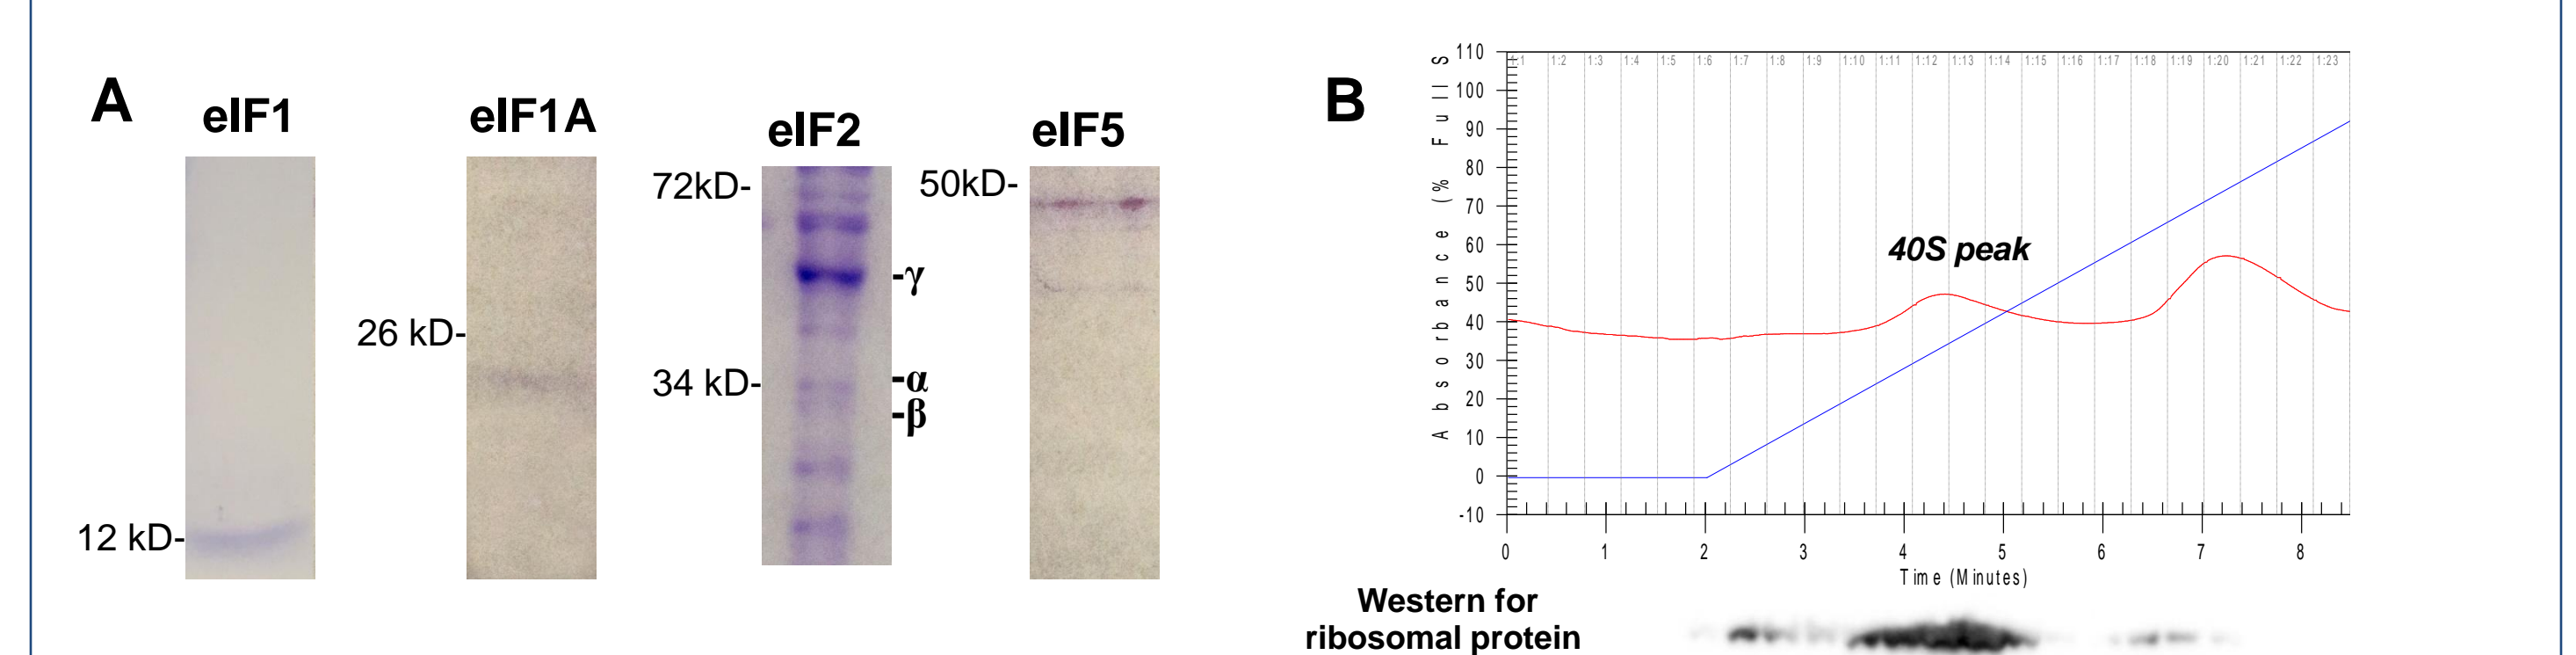 A
eIF1
eIF1A
eIF2
eIF5
72kD-
50kD-
-γ
26 kD-
34 kD-
-α
-β
12 kD-
B
Absorbance (% Full S
110
100
90
80
70
60
50
40
30
20
10
0
-10
1:1 1:2 1:3 1:4 1:5 1:6 1:7 1:8 1:9 1:10 1:11 1:12 1:13 1:14 1:15 1:16 1:17 1:18 1:19 1:20 1:21 1:22 1:23
40S peak
0 1 2 3 4 5 6 7 8
Time (Minutes)
Western for
ribosomal protein